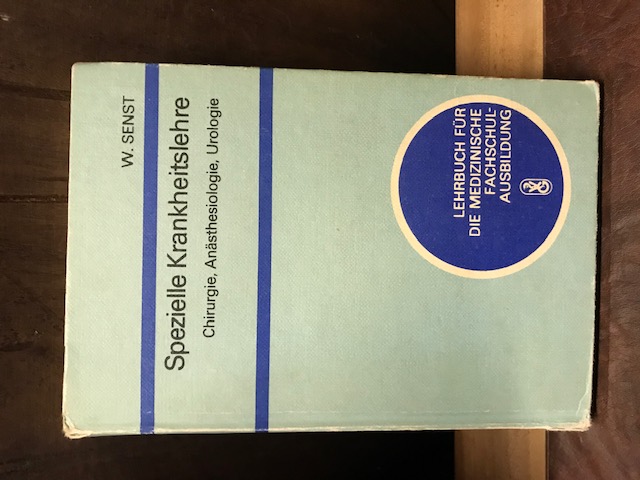 W. SENST
Spezielle Krankheitslehre
Chirurgie, Anästhesiologie, Urologie
LEHRBUCH FÜR
DIE MEDIZINISCHE
FACHSCHUL-
AUSBILDUNG